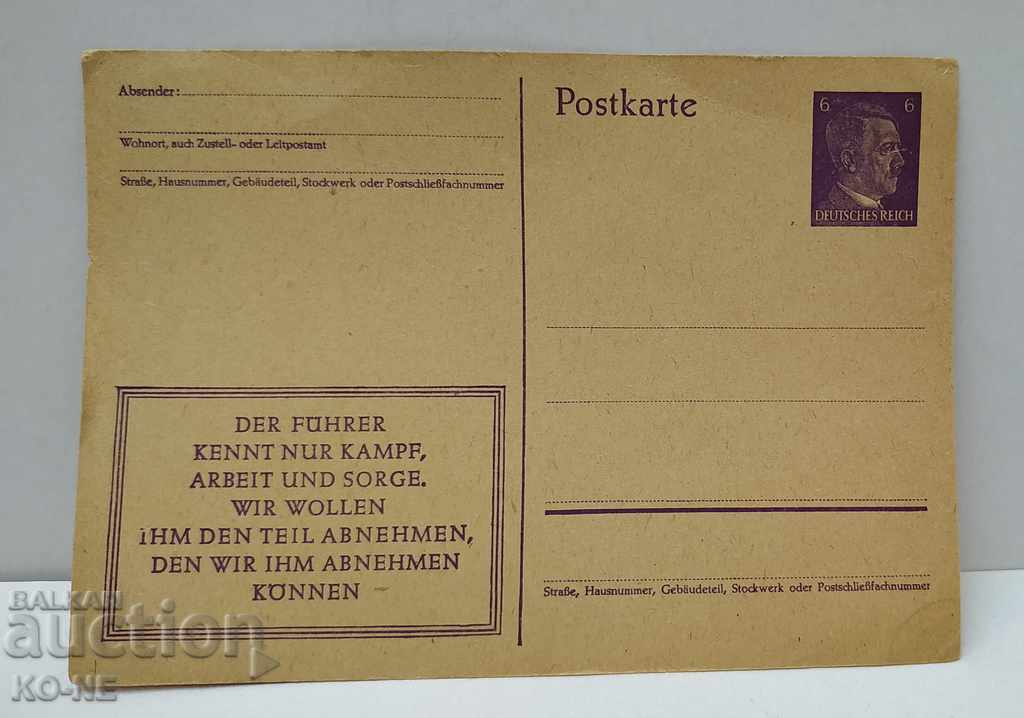 Absender:
Wohnort, auch Zustell- oder Leitpostamt
Straße, Hausnummer, Gebäudeteil, Stockwerk oder Postschließfachnummer
DER FÜHRER
KENNT NUR KAMPF,
ARBEIT UND SORGE.
WIR WOLLEN
IHM DEN TEIL ABNEHMEN,
DEN WIR IHM ABNEHMEN
KÖNNEN
Postkarte
6 6
DEUTSCHES REICH
Straße, Hausnummer, Gebäudeteil, Stockwerk oder Postschließfachnummer
BALKAN
auction
KO-NE